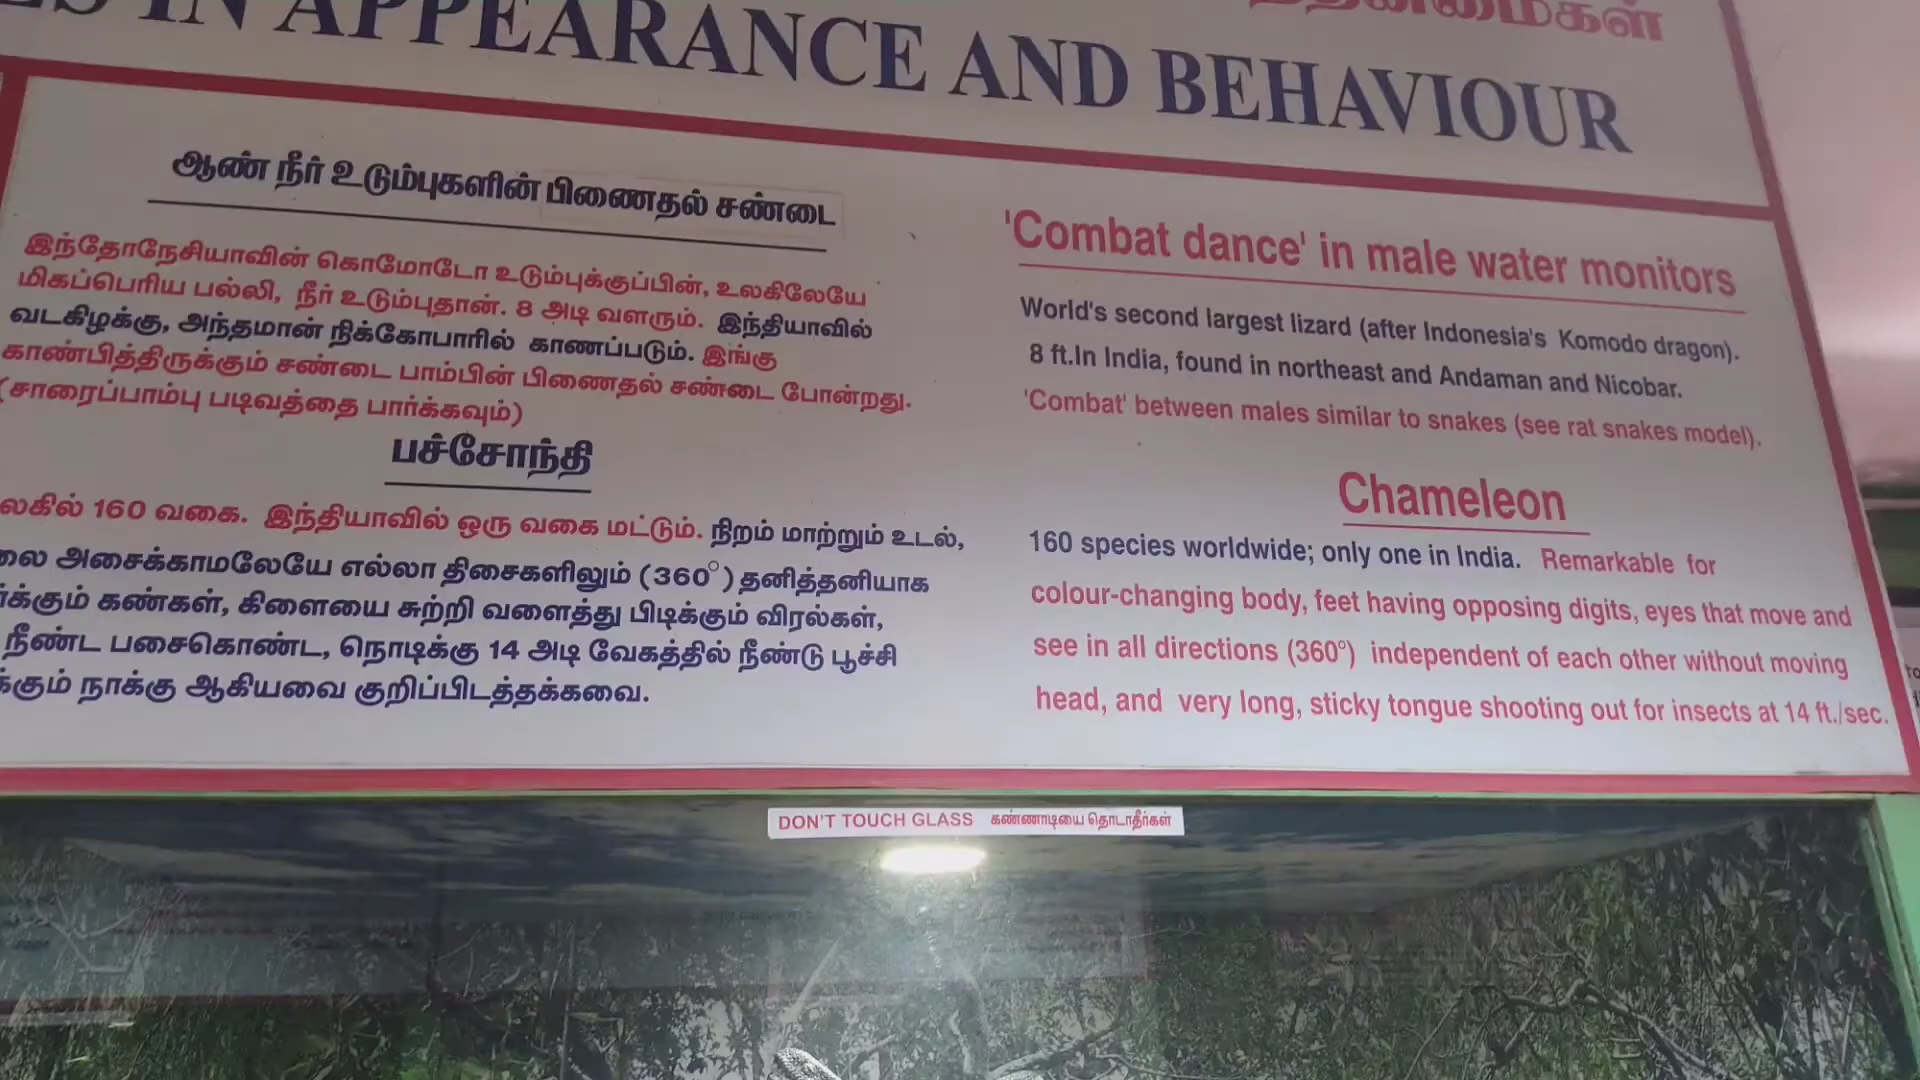 IN APPEARANCE AND BEHAVIOUR
ஆண் நீர் உடும்புகளின் பிணைதல் சண்டை
இந்தோநேசியாவின் கொமோடோ உடும்புக்குப்பின், உலகிலேயே
மிகப்பெரிய பல்லி, நீர் உடும்புதான். 8 அடி வளரும். இந்தியாவில்
வடகிழக்கு, அந்தமான் நிக்கோபாரில் காணப்படும். இங்கு
காண்பித்திருக்கும் சண்டை பாம்பின் பிணைதல் சண்டை போன்றது.
(சாரைப்பாம்பு படிவத்தை பார்க்கவும்)
பச்சோந்தி
160 வகை. இந்தியாவில் ஒரு வகை மட்டும். நிறம் மாற்றும் உடல்,
அசைக்காமலேயே எல்லா திசைகளிலும் (360°) தனித்தனியாக
கண்கள், கிளையை சுற்றி வளைத்து பிடிக்கும் விரல்கள்,
நீண்ட பசைகொண்ட, நொடிக்கு 14 அடி வேகத்தில் நீண்டு பூச்சி
நாக்கு ஆகியவை குறிப்பிடத்தக்கவை.
'Combat dance' in male water monitors
World's second largest lizard (after Indonesia's Komodo dragon).
8 ft.In India, found in northeast and Andaman and Nicobar.
'Combat' between males similar to snakes (see rat snakes model).
Chameleon
160 species worldwide; only one in India. Remarkable for
colour-changing body, feet having opposing digits, eyes that move and
see in all directions (360°) independent of each other without moving
head, and very long, sticky tongue shooting out for insects at 14 ft./sec.
DON'T TOUCH GLASS கண்ணாடியை தொடாதீர்கள்